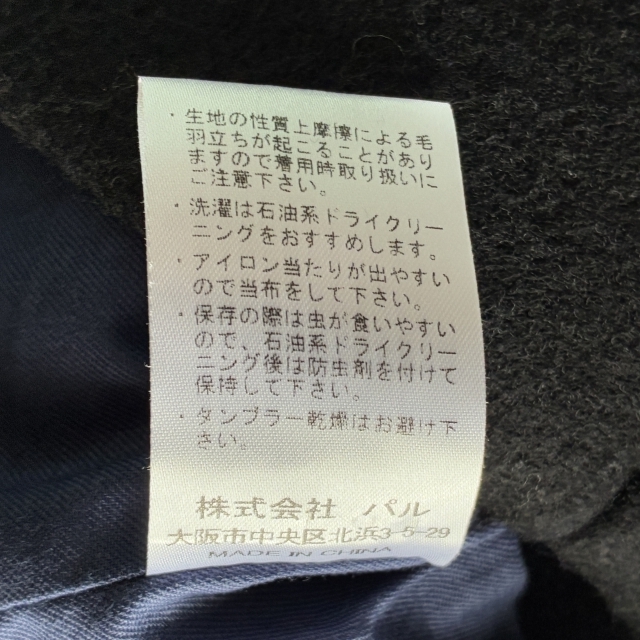 ・生地の性質上摩擦による毛
羽立ちが起こることがあり
ますので着用時取り扱いに
ご注意下さい。
・洗濯は石油系ドライクリー
ニングをおすすめします。
・アイロン当たりが出やすい
ので当布をして下さい。
・保存の際は虫が食いやすい
ので、石油系ドライクリー
ニング後は防虫剤を付けて
保持して下さい。
・タンブラー乾燥はお避け下
さい。
株式会社 パル
大阪市中央区北浜3-5-29
MADE IN CHINA